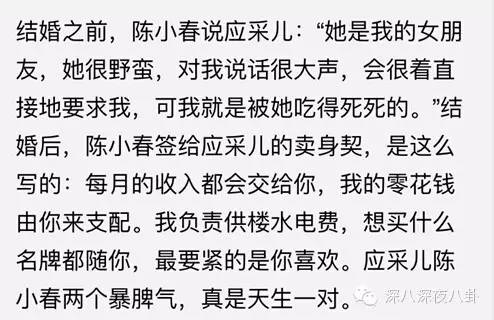 结婚之前，陈小春说应采儿：“她是我的女朋
友，她很野蛮，对我说话很大声，会很着直
接地要求我，可我就是被她吃得死死的。”结
婚后，陈小春签给应采儿的卖身契，是这么
写的：每月的收入都会交给你，我的零花钱
由你来支配。我负责供楼水电费，想买什么
名牌都随你，最要紧的是你喜欢。应采儿陈
小春两个暴脾气，真是天生一对。
深八深夜八卦